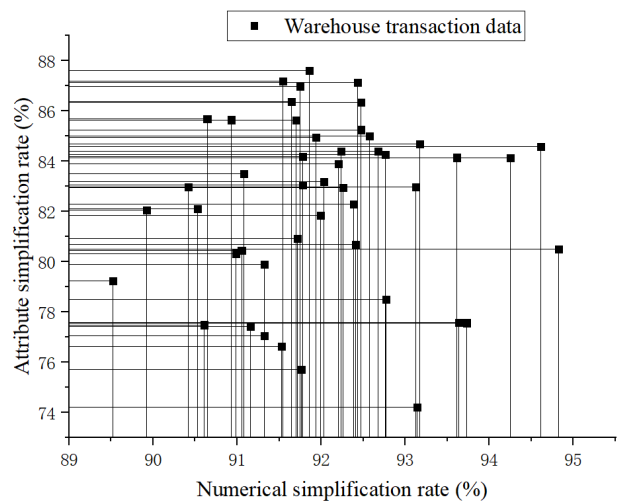 Warehouse transaction data
88
86
84
82
80
78
76
74
Attribute simplification rate (%)
89 90 91 92 93 94 95
Numerical simplification rate (%)